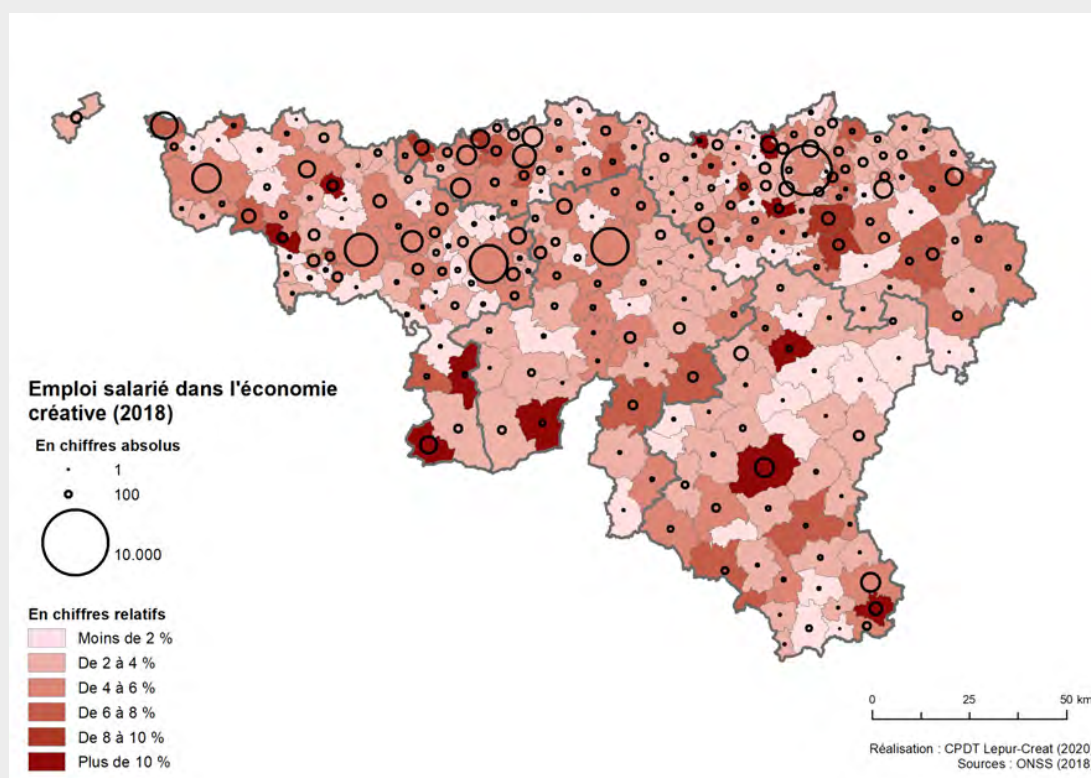 Emploi salarié dans l'économie
créative (2018)
En chiffres absolus
1
100
10.000
En chiffres relatifs
Moins de 2 %
De 2 à 4 %
De 4 à 6 %
De 6 à 8 %
De 8 à 10 %
Plus de 10 %
0 25 50 km
Réalisation : CPDT Lepur-Creat (2020
Sources : ONSS (2018